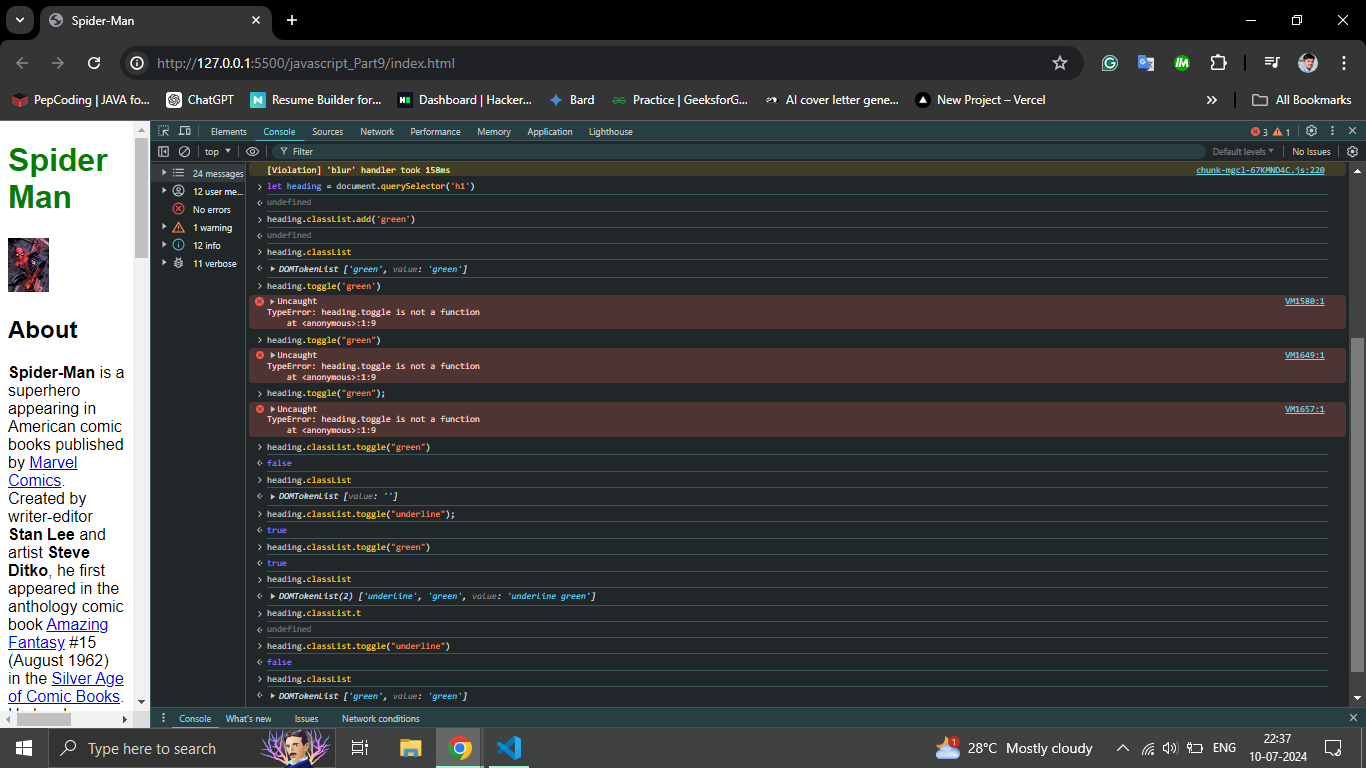 Spider-Man
http://127.0.0.1:5500/javascript_Part9/index.html
PepCoding | JAVA fo...
ChatGPT
Resume Builder for...
Dashboard | Hacker...
Bard
Practice | GeeksforG...
AI cover letter gene...
New Project – Vercel
All Bookmarks
Spider
Man
About
Spider-Man is a
superhero
appearing in
American comic
books published
by Marvel
Comics.
Created by
writer-editor
Stan Lee and
artist Steve
Ditko, he first
appeared in the
anthology comic
book Amazing
Fantasy #15
(August 1962)
in the Silver Age
of Comic Books.
Elements Console Sources Network Performance Memory Application Lighthouse 3 1
top Filter Default levels No Issues
24 messages
12 user me...
No errors
1 warning
12 info
11 verbose
[Violation] 'blur' handler took 158ms chunk-mgcl-67KMND4C.js:220
let heading = document.querySelector('h1')
undefined
heading.classList.add('green')
undefined
heading.classList
DOMTokenList ['green', value: 'green']
heading.toggle('green')
Uncaught VM1580:1
TypeError: heading.toggle is not a function
at <anonymous>:1:9
heading.toggle("green")
Uncaught VM1649:1
TypeError: heading.toggle is not a function
at <anonymous>:1:9
heading.toggle("green");
Uncaught VM1657:1
TypeError: heading.toggle is not a function
at <anonymous>:1:9
heading.classList.toggle("green")
false
heading.classList
DOMTokenList [value: '']
heading.classList.toggle("underline");
true
heading.classList.toggle("green")
true
heading.classList
DOMTokenList(2) ['underline', 'green', value: 'underline green']
heading.classList.t
undefined
heading.classList.toggle("underline")
false
heading.classList
DOMTokenList ['green', value: 'green']
Console What's new Issues Network conditions
Type here to search
1
28°C Mostly cloudy
ENG
22:37
10-07-2024